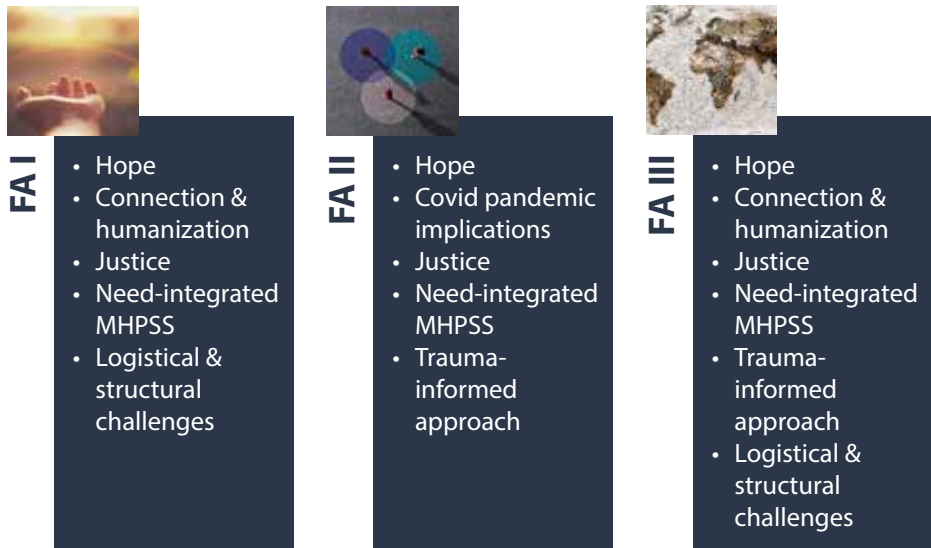 FA I
• Hope
• Connection &
humanization
• Justice
• Need-integrated
MHPSS
• Logistical &
structural
challenges
FA II
• Hope
• Covid pandemic
implications
• Justice
• Need-integrated
MHPSS
• Trauma-
informed
approach
FA III
• Hope
• Connection &
humanization
• Justice
• Need-integrated
MHPSS
• Trauma-
informed
approach
• Logistical &
structural
challenges